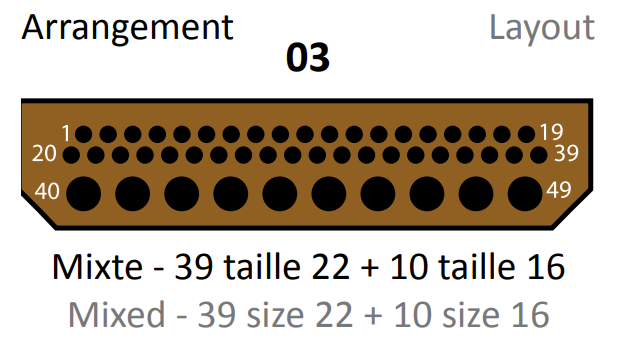 Arrangement Layout
03
1 19
20 39
40 49
Mixte - 39 taille 22 + 10 taille 16
Mixed - 39 size 22 + 10 size 16